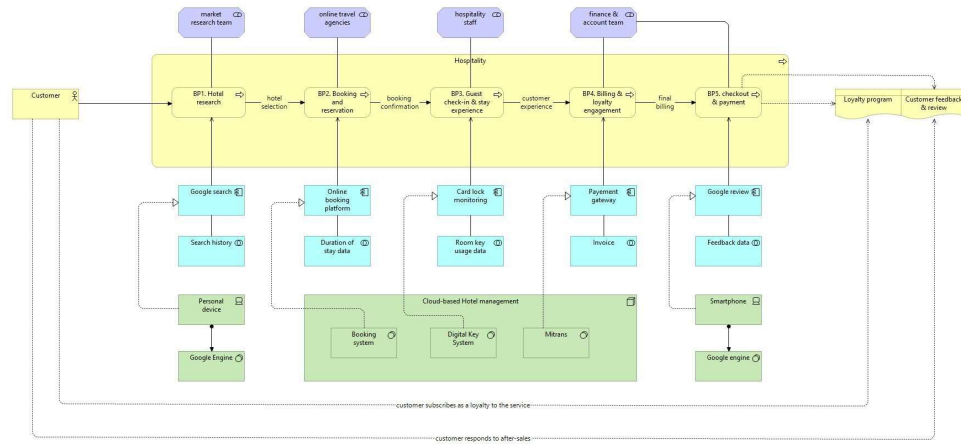 market
research team
online travel
agencies
hospitality
staff
finance &
account team
Hospitality
Customer
BP1. Hotel
research
hotel
selection
BP2. Booking
and
reservation
booking
confirmation
BP3. Guest
check-in & stay
experience
customer
experience
BP4. Billing &
loyalty
engagement
final
billing
BP5. checkout
& payment
Loyalty program
Customer feedback
& review
Google search
Online
booking
platform
Card lock
monitoring
Payement
gateway
Google review
Search history
Duration of
stay data
Room key
usage data
Invoice
Feedback data
Personal
device
Cloud-based Hotel management
Smartphone
Booking
system
Digital Key
System
Mitrans
Google Engine
Google engine
customer subscribes as a loyalty to the service
customer responds to after-sales